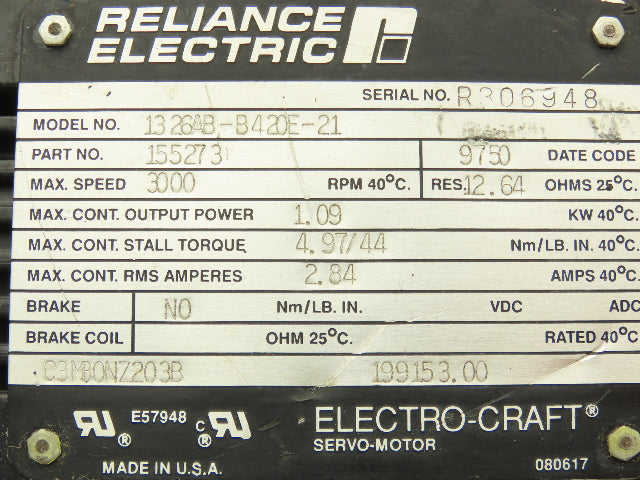 RELIANCE
ELECTRIC
SERIAL NO. R306948
MODEL NO. 1326AB-B420E-21
PART NO. 155273 9750 DATE CODE
MAX. SPEED 3000 RPM 40°C. RES. 12.64 OHMS 25°C.
MAX. CONT. OUTPUT POWER 1.09 KW 40°C.
MAX. CONT. STALL TORQUE 4.97/44 Nm/LB. IN. 40°C.
MAX. CONT. RMS AMPERES 2.84 AMPS 40°C.
BRAKE NO Nm/LB. IN. VDC ADC
BRAKE COIL OHM 25°C. RATED 40°C.
199153.00
E57948 C ELECTRO-CRAFT®
SERVO-MOTOR
MADE IN U.S.A. 080617